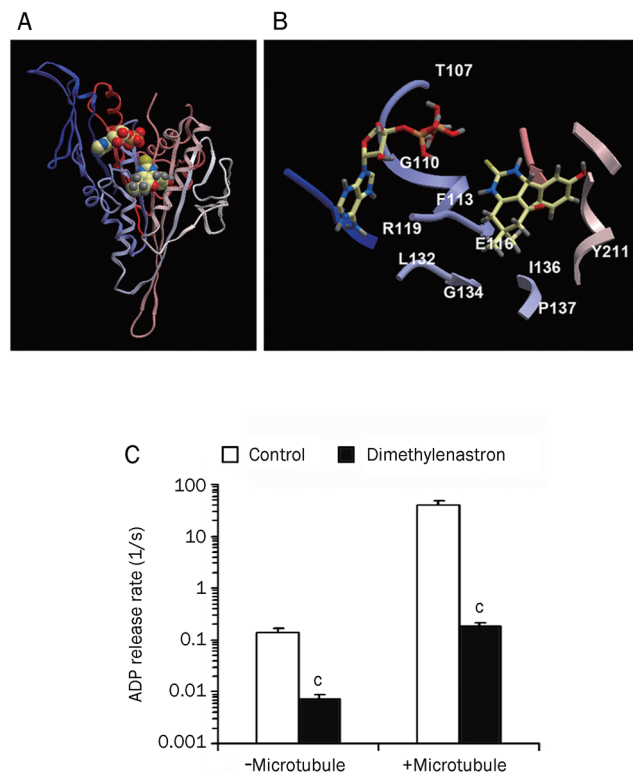 A
B
T107
G110
F113
R119
E116
L132
I136
Y211
G134
P137
C
Control
Dimethylenastron
ADP release rate (1/s)
100
10
1
0.1
0.01
0.001
c
c
-Microtubule
+Microtubule